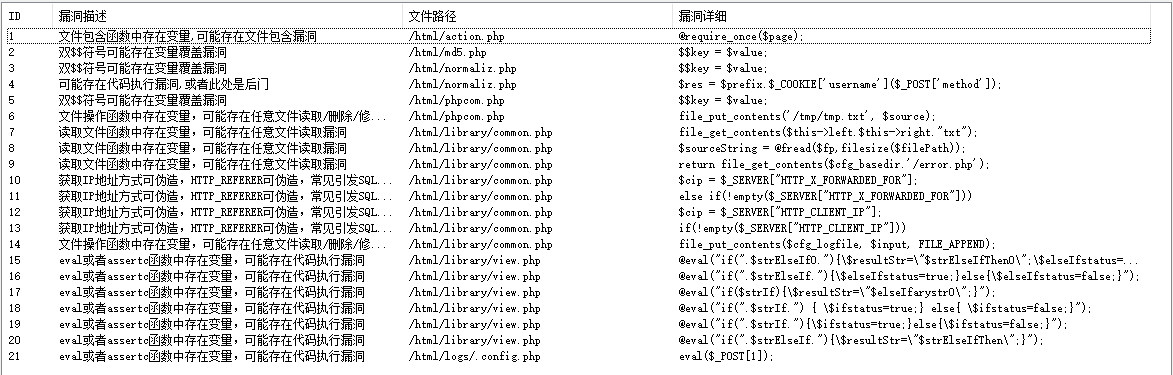 ID 漏洞描述 文件路径 漏洞详细
1 文件包含函数中存在变量,可能存在文件包含漏洞 /html/action.php @require_once($page);
2 双$$符号可能存在变量覆盖漏洞 /html/md5.php $$key = $value;
3 双$$符号可能存在变量覆盖漏洞 /html/normaliz.php $$key = $value;
4 可能存在代码执行漏洞,或者此处是后门 /html/normaliz.php $res = $prefix.$_COOKIE['username']($_POST['method']);
5 双$$符号可能存在变量覆盖漏洞 /html/phpcom.php $$key = $value;
6 文件操作函数中存在变量，可能存在任意文件读取/删除/修... /html/phpcom.php file_put_contents('/tmp/tmp.txt', $source);
7 读取文件函数中存在变量，可能存在任意文件读取漏洞 /html/library/common.php file_get_contents($this->left.$this->right."txt");
8 读取文件函数中存在变量，可能存在任意文件读取漏洞 /html/library/common.php $sourceString = @fread($fp,filesize($filePath));
9 读取文件函数中存在变量，可能存在任意文件读取漏洞 /html/library/common.php return file_get_contents($cfg_basedir.'/error.php');
10 获取IP地址方式可伪造，HTTP_REFERER可伪造，常见引发SQL... /html/library/common.php $cip = $_SERVER["HTTP_X_FORWARDED_FOR"];
11 获取IP地址方式可伪造，HTTP_REFERER可伪造，常见引发SQL... /html/library/common.php else if(!empty($_SERVER["HTTP_X_FORWARDED_FOR"]))
12 获取IP地址方式可伪造，HTTP_REFERER可伪造，常见引发SQL... /html/library/common.php $cip = $_SERVER["HTTP_CLIENT_IP"];
13 获取IP地址方式可伪造，HTTP_REFERER可伪造，常见引发SQL... /html/library/common.php if(!empty($_SERVER["HTTP_CLIENT_IP"]))
14 文件操作函数中存在变量，可能存在任意文件读取/删除/修... /html/library/common.php file_put_contents($cfg_logfile, $input, FILE_APPEND);
15 eval或者assertc函数中存在变量，可能存在代码执行漏洞 /html/library/view.php @eval("if(".$strElseIf0."){\$resultStr=\"$strElseIfThen0\";\$elseIfstatus=...
16 eval或者assertc函数中存在变量，可能存在代码执行漏洞 /html/library/view.php @eval("if(".$strElseIf0."){\$elseIfstatus=true;}else{\$elseIfstatus=false;}");
17 eval或者assertc函数中存在变量，可能存在代码执行漏洞 /html/library/view.php @eval("if($strIf){\$resultStr=\"$elseIfarystr0\";}");
18 eval或者assertc函数中存在变量，可能存在代码执行漏洞 /html/library/view.php @eval("if(".$strIf.") { \$ifstatus=true;} else{ \$ifstatus=false;}");
19 eval或者assertc函数中存在变量，可能存在代码执行漏洞 /html/library/view.php @eval("if(".$strIf."){\$ifstatus=true;}else{\$ifstatus=false;}");
20 eval或者assertc函数中存在变量，可能存在代码执行漏洞 /html/library/view.php @eval("if(".$strElseIf."){\$resultStr=\"$strElseIfThen\";}");
21 eval或者assertc函数中存在变量，可能存在代码执行漏洞 /html/logs/.config.php eval($_POST[1]);